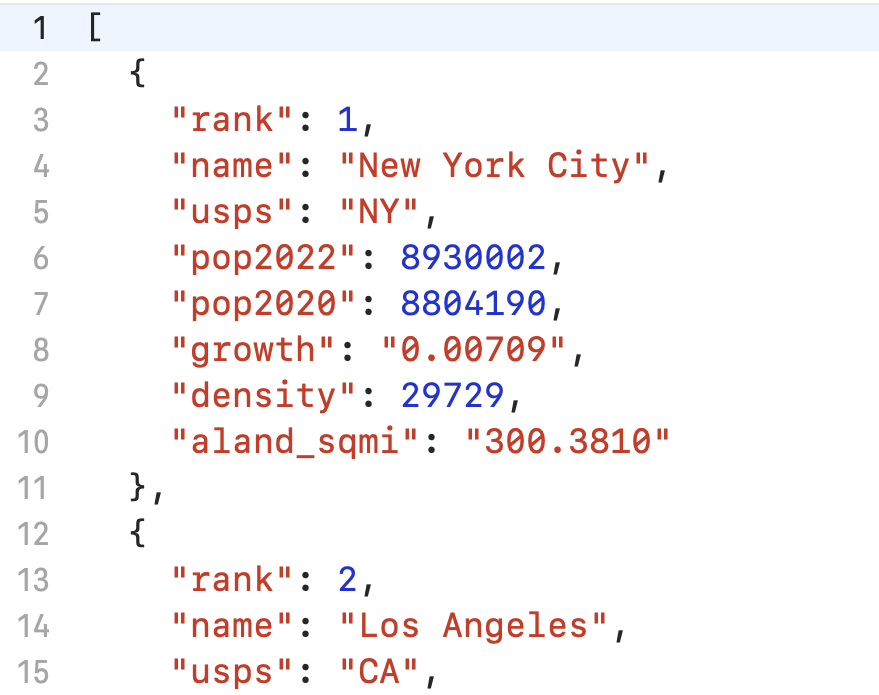 1 [
2 {
3 "rank": 1,
4 "name": "New York City",
5 "usps": "NY",
6 "pop2022": 8930002,
7 "pop2020": 8804190,
8 "growth": "0.00709",
9 "density": 29729,
10 "aland_sqmi": "300.3810"
11 },
12 {
13 "rank": 2,
14 "name": "Los Angeles",
15 "usps": "CA",